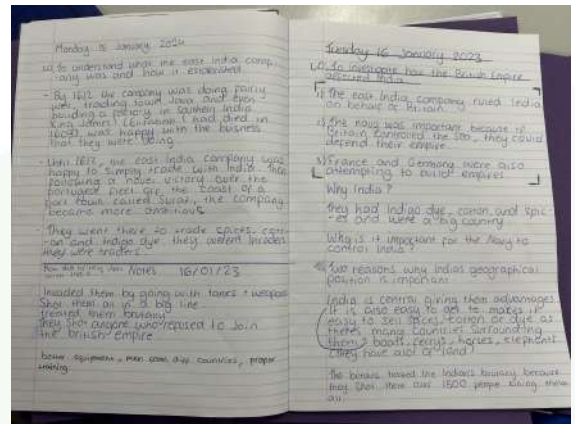 Monday 15 January 2024
LO To understand what the east India comp-
any was and how it expanded.
- By 1612 the company was doing fairly
well, trading toward Java and even
building a factory in southern India.
King James I (Elizabeth I had died in
1603) was happy with the business
that they were doing
- Until 1612, the east India company was
happy to simply trade with India. Then
following a naval victory over the
portugese fleet off the coast of a
port town called Surat, the company
became more ambitious
- They went there to trade spices, cott-
on and indigo dye. they werent invaders
they were traders.
Notes 16/01/23
Invaded them by going with tanks + weapons
Shot them all in a big line
treated them brutally
They shot anyone who refused to join
the british empire
better equipment, men from diff countries, proper
training.
Tuesday 16 January 2023
LO To investigate how the British Empire
secured India
1) The east India company ruled India
on behalf of Britain.
2) The navy was important because if
Britain controlled the sea, they could
defend their empire.
3) France and Germany were also
attempting to build empires
Why India?
They had indigo dye, cotton, and spic-
es and were a big country
Why is it important for the Navy to
control India?
Two reasons why Indias geographical
position is important
India is central giving them advantages
It is also easy to get to makes it
easy to sell spices, cotton or dye as
theres many countries surrounding
them boats, ferrys, horses, elephants
they have alot of land
The british treated the Indians brutaly because
they shot them and 1500 people killing them
all.